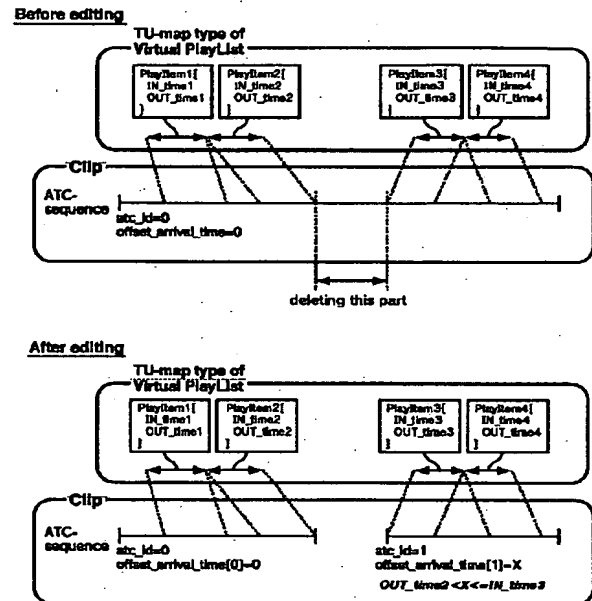 Before editing
TU-map type of
Virtual PlayList
PlayItem1{
IN_time1
OUT_time1
}
PlayItem2{
IN_time2
OUT_time2
}
PlayItem3{
IN_time3
OUT_time3
}
PlayItem4{
IN_time4
OUT_time4
}
Clip
ATC-
sequence
atc_id=0
offset_arrival_time=0
deleting this part
After editing
TU-map type of
Virtual PlayList
PlayItem1{
IN_time1
OUT_time1
}
PlayItem2{
IN_time2
OUT_time2
}
PlayItem3{
IN_time3
OUT_time3
}
PlayItem4{
IN_time4
OUT_time4
}
Clip
ATC-
sequence
atc_id=0
offset_arrival_time[0]=0
atc_id=1
offset_arrival_time[1]=X
OUT_time2<X<=IN_time3